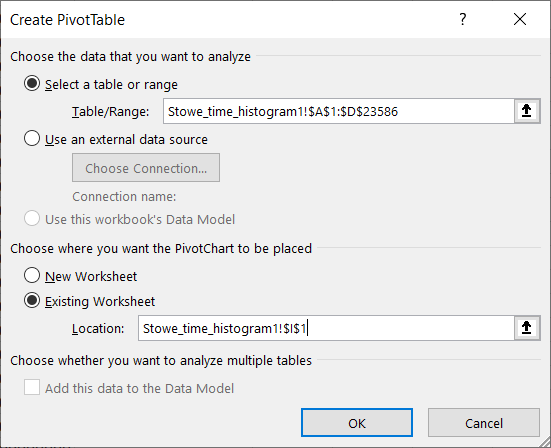 Create PivotTable
?
Choose the data that you want to analyze
Select a table or range
Table/Range: Stowe_time_histogram1!$A$1:$D$23586
Use an external data source
Choose Connection...
Connection name:
Use this workbook's Data Model
Choose where you want the PivotChart to be placed
New Worksheet
Existing Worksheet
Location: Stowe_time_histogram1!$I$1
Choose whether you want to analyze multiple tables
Add this data to the Data Model
OK Cancel